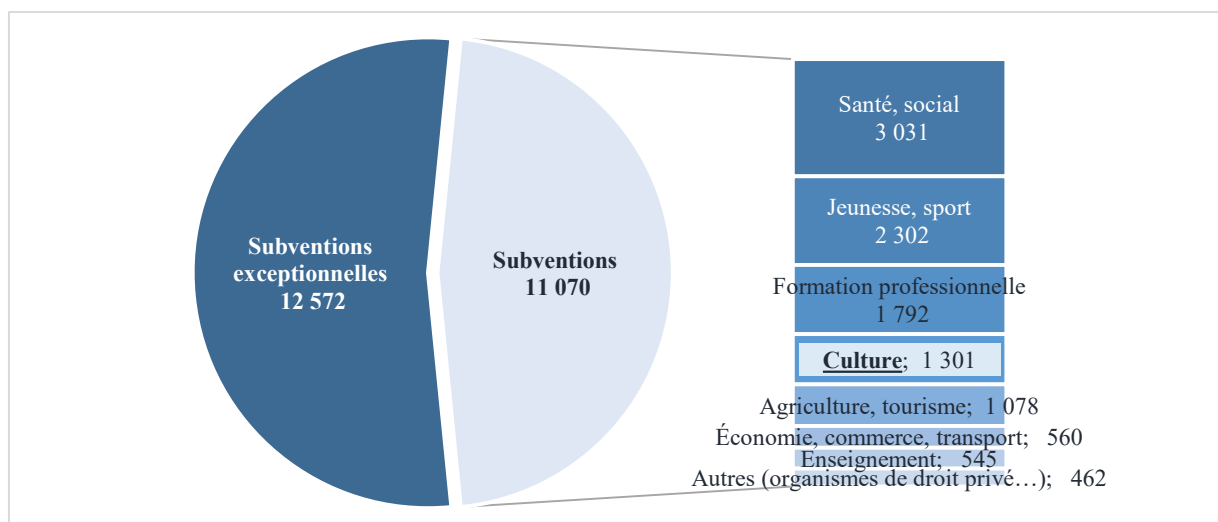 Subventions
exceptionnelles
12 572
Subventions
11 070
Santé, social
3 031
Jeunesse, sport
2 302
Formation professionnelle
1 792
Culture;  1 301
Agriculture, tourisme;  1 078
Économie, commerce, transport;   560
Enseignement;   545
Autres (organismes de droit privé…);   462